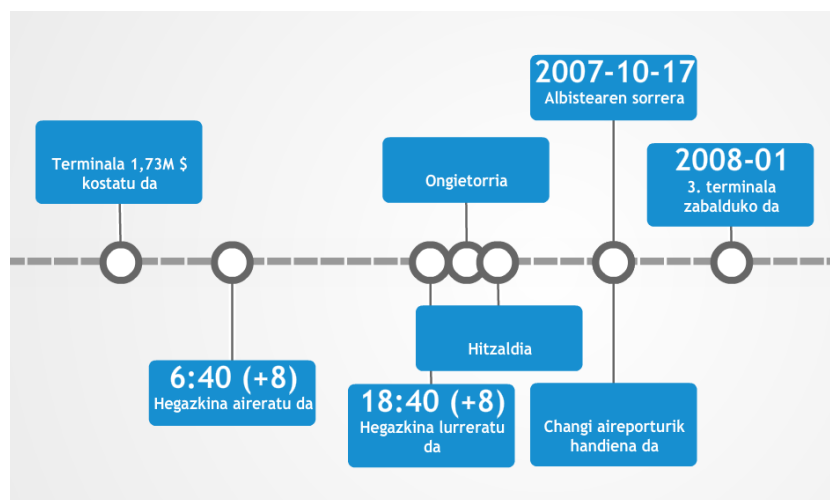 Terminala 1,73M $
kostatu da
6:40 (+8)
Hegazkina aireratu da
Ongietorria
18:40 (+8)
Hegazkina lurreratu
da
Hitzaldia
2007-10-17
Albistearen sorrera
Changi aireporturik
handiena da
2008-01
3. terminala
zabalduko da